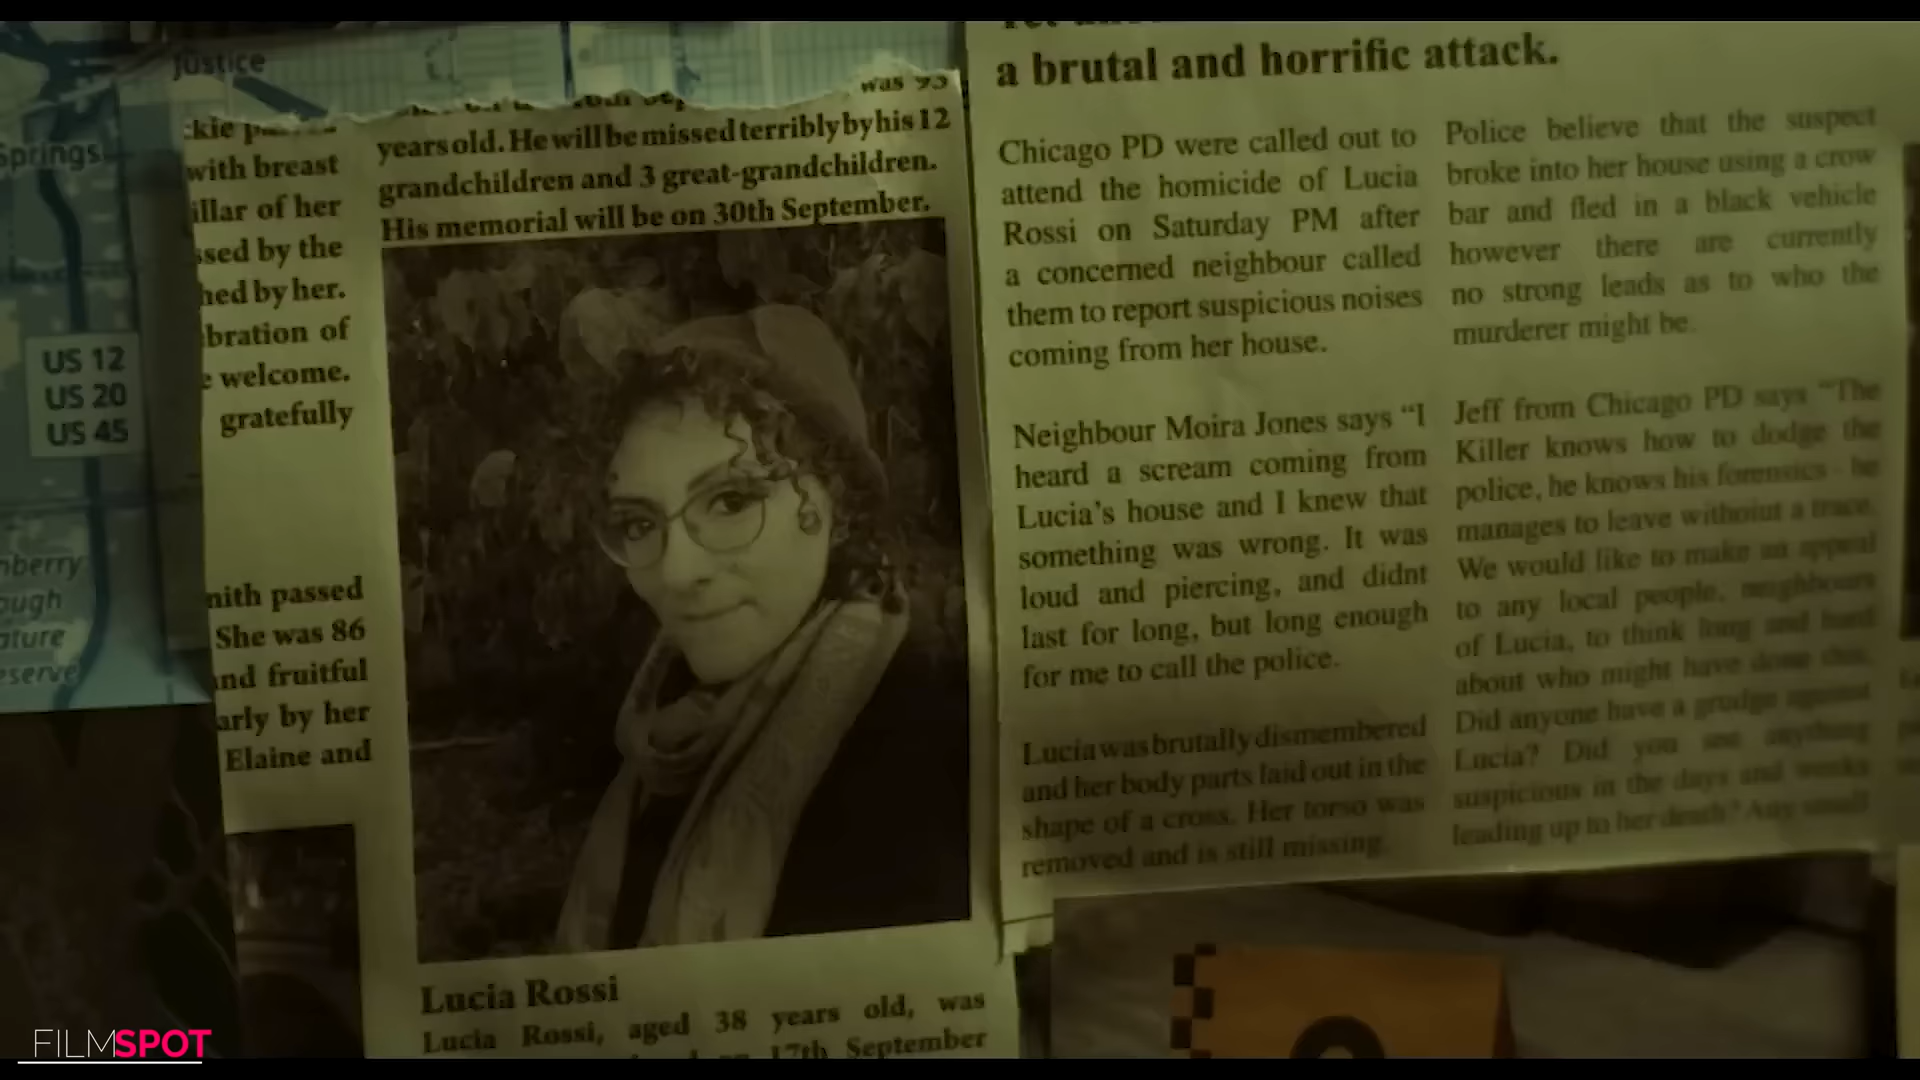 Justice
Springs
US 12
US 20
US 45
nberry
ough
ature
eserve
ckie
with breast
illar of her
ssed by the
hed by her.
bration of
e welcome.
gratefully
nith passed
She was 86
and fruitful
arly by her
Elaine and
was 93
years old. He will be missed terribly by his 12
grandchildren and 3 great-grandchildren.
His memorial will be on 30th September.
Lucia Rossi
Lucia Rossi, aged 38 years old, was
17th September
a brutal and horrific attack.
Chicago PD were called out to
attend the homicide of Lucia
Rossi on Saturday PM after
a concerned neighbour called
them to report suspicious noises
coming from her house.
Neighbour Moira Jones says “I
heard a scream coming from
Lucia's house and I knew that
something was wrong. It was
loud and piercing, and didnt
last for long, but long enough
for me to call the police.
Lucia was brutally dismembered
and her body parts laid out in the
shape of a cross. Her torso was
removed and is still missing.
Police believe that the suspect
broke into her house using a crow
bar and fled in a black vehicle
however there are currently
no strong leads as to who the
murderer might be.
Jeff from Chicago PD says “The
Killer knows how to dodge the
police, he knows his forensics - he
manages to leave withoiut a trace.
We would like to make an appeal
to any local people, neighbours
of Lucia, to think long and hard
about who might have done this.
Did anyone have a grudge against
Lucia? Did you see anything
suspicious in the days and weeks
leading up to her death? Any small
FILMSPOT